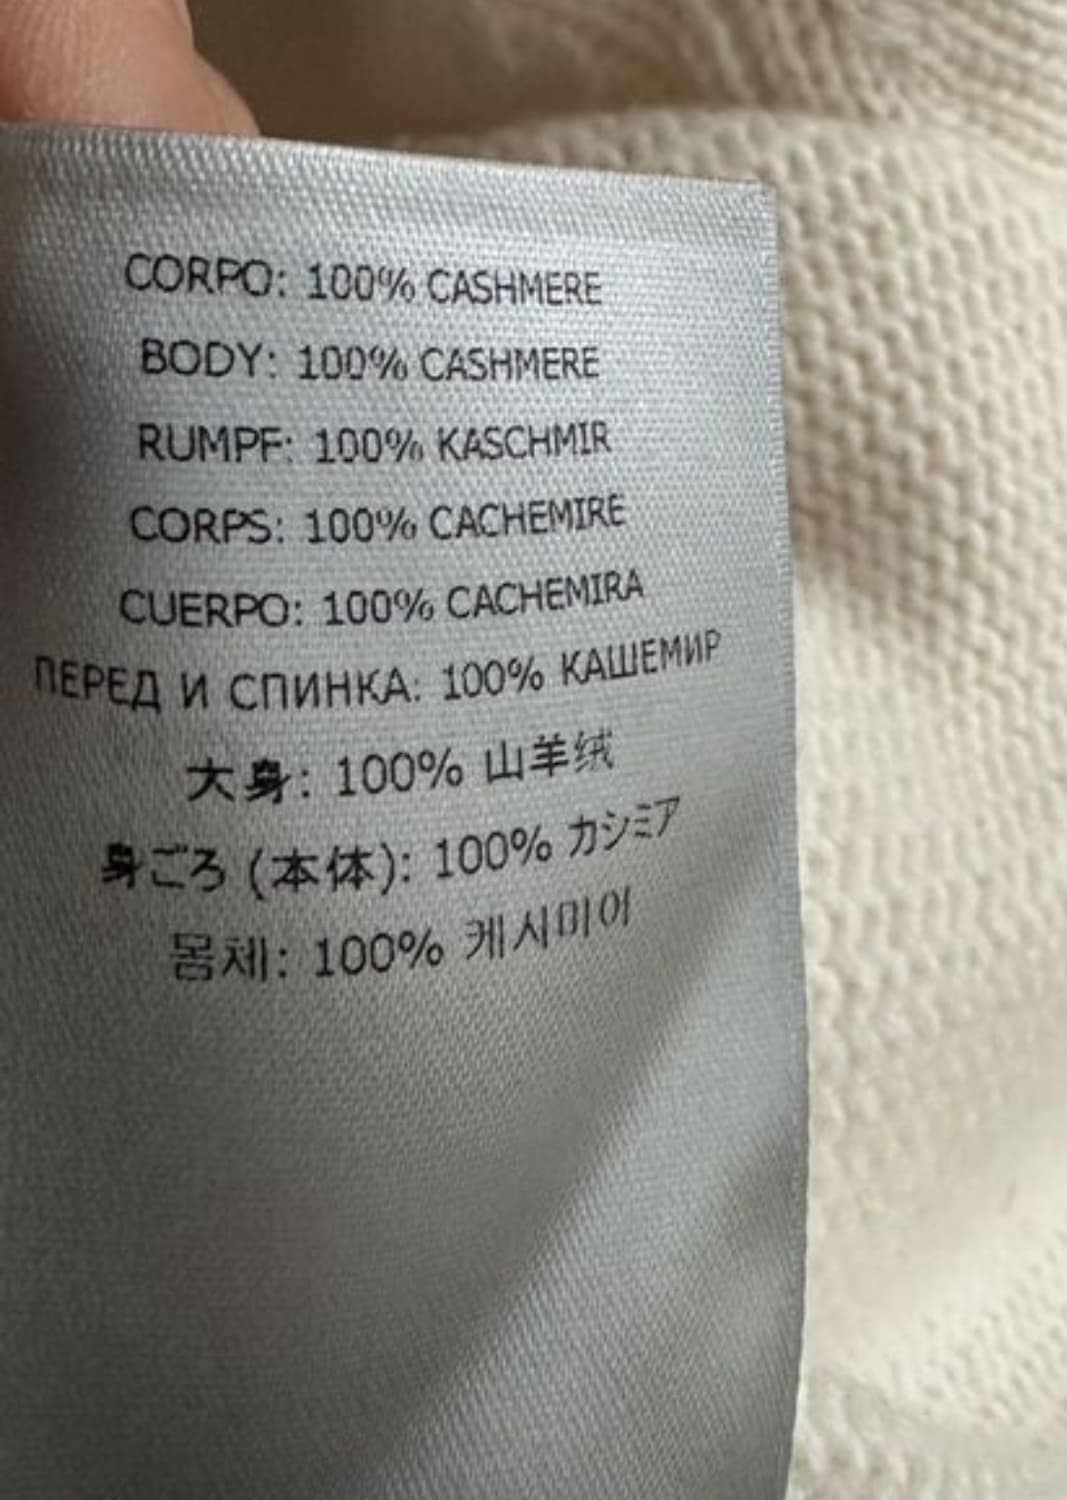 CORPO: 100% CASHMERE
BODY: 100% CASHMERE
RUMPF: 100% KASCHMIR
CORPS: 100% CACHEMIRE
CUERPO: 100% CACHEMIRA
ПЕРЕД И СПИНКА: 100% КАШЕМИР
大身: 100% 山羊绒
身ごろ (本体): 100% カシミア
몸체: 100% 케시미어